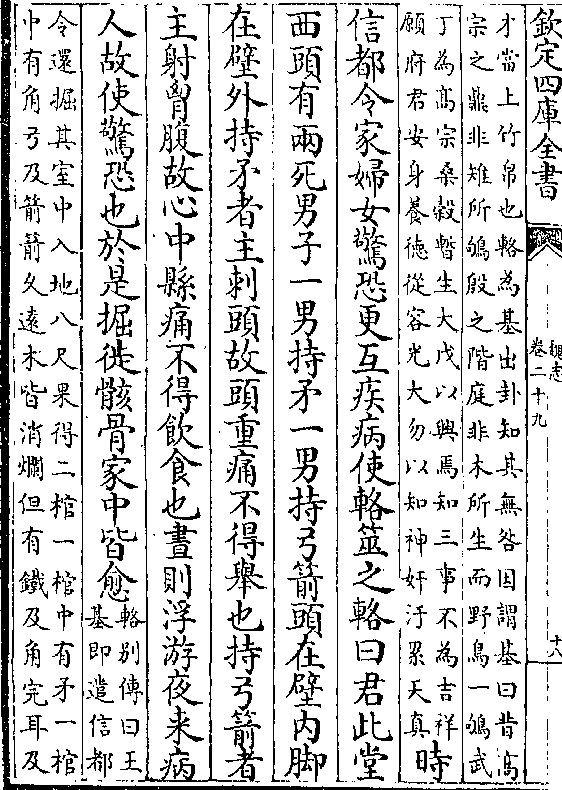 欽定四庫全書
魏志
卷二十九
十六
才當上竹帛也輅為基出卦知其無咎因謂基曰昔髙
宗之鼎非雉所鴝殷之階庭非木所生而野鳥一鴝武
丁為髙宗桑榖暫生大戊以興焉知三事不為吉祥
願府君安身養德從容光大勿以知神奸汙累天真
時
信都令家婦女驚恐更互疾病使輅筮之輅曰君此堂
西頭有兩死男子一男持矛一男持弓箭頭在壁内脚
在壁外持矛者主刺頭故頭重痛不得舉也持弓箭者
主射胷腹故心中縣痛不得飲食也晝則浮游夜来病
人故使驚恐也於是掘徙骸骨家中皆愈
輅别傳曰王
基即遣信都
令還掘其室中入地八尺果得二棺一棺中有矛一棺
中有角弓及箭箭久逺木皆消爛但有鐵及角完耳及